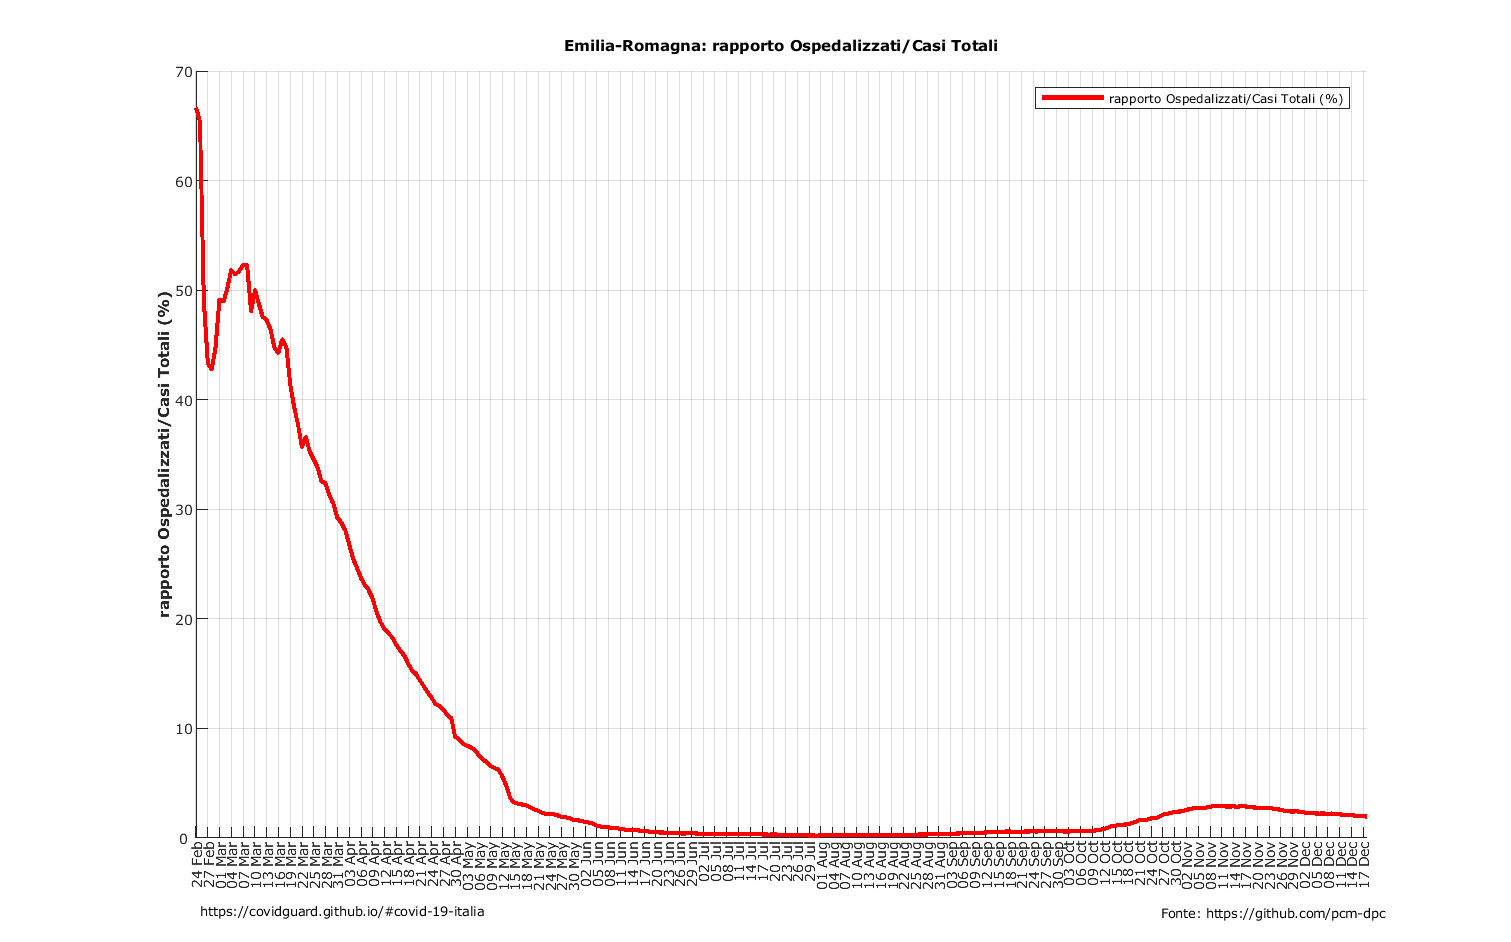 Emilia-Romagna: rapporto Ospedalizzati/Casi Totali
rapporto Ospedalizzati/Casi Totali (%)
rapporto Ospedalizzati/Casi Totali (%)
70
60
50
40
30
20
10
0
24 Feb
27 Feb
01 Mar
04 Mar
07 Mar
10 Mar
13 Mar
16 Mar
19 Mar
22 Mar
25 Mar
28 Mar
31 Mar
03 Apr
06 Apr
09 Apr
12 Apr
15 Apr
18 Apr
21 Apr
24 Apr
27 Apr
30 Apr
03 May
06 May
09 May
12 May
15 May
18 May
21 May
24 May
27 May
30 May
02 Jun
05 Jun
08 Jun
11 Jun
14 Jun
17 Jun
20 Jun
23 Jun
26 Jun
29 Jun
02 Jul
05 Jul
08 Jul
11 Jul
14 Jul
17 Jul
20 Jul
23 Jul
26 Jul
29 Jul
01 Aug
04 Aug
07 Aug
10 Aug
13 Aug
16 Aug
19 Aug
22 Aug
25 Aug
28 Aug
31 Aug
03 Sep
06 Sep
09 Sep
12 Sep
15 Sep
18 Sep
21 Sep
24 Sep
27 Sep
30 Sep
03 Oct
06 Oct
09 Oct
12 Oct
15 Oct
18 Oct
21 Oct
24 Oct
27 Oct
30 Oct
02 Nov
05 Nov
08 Nov
11 Nov
14 Nov
17 Nov
20 Nov
23 Nov
26 Nov
29 Nov
02 Dec
05 Dec
08 Dec
11 Dec
14 Dec
17 Dec
https://covidguard.github.io/#covid-19-italia
Fonte: https://github.com/pcm-dpc